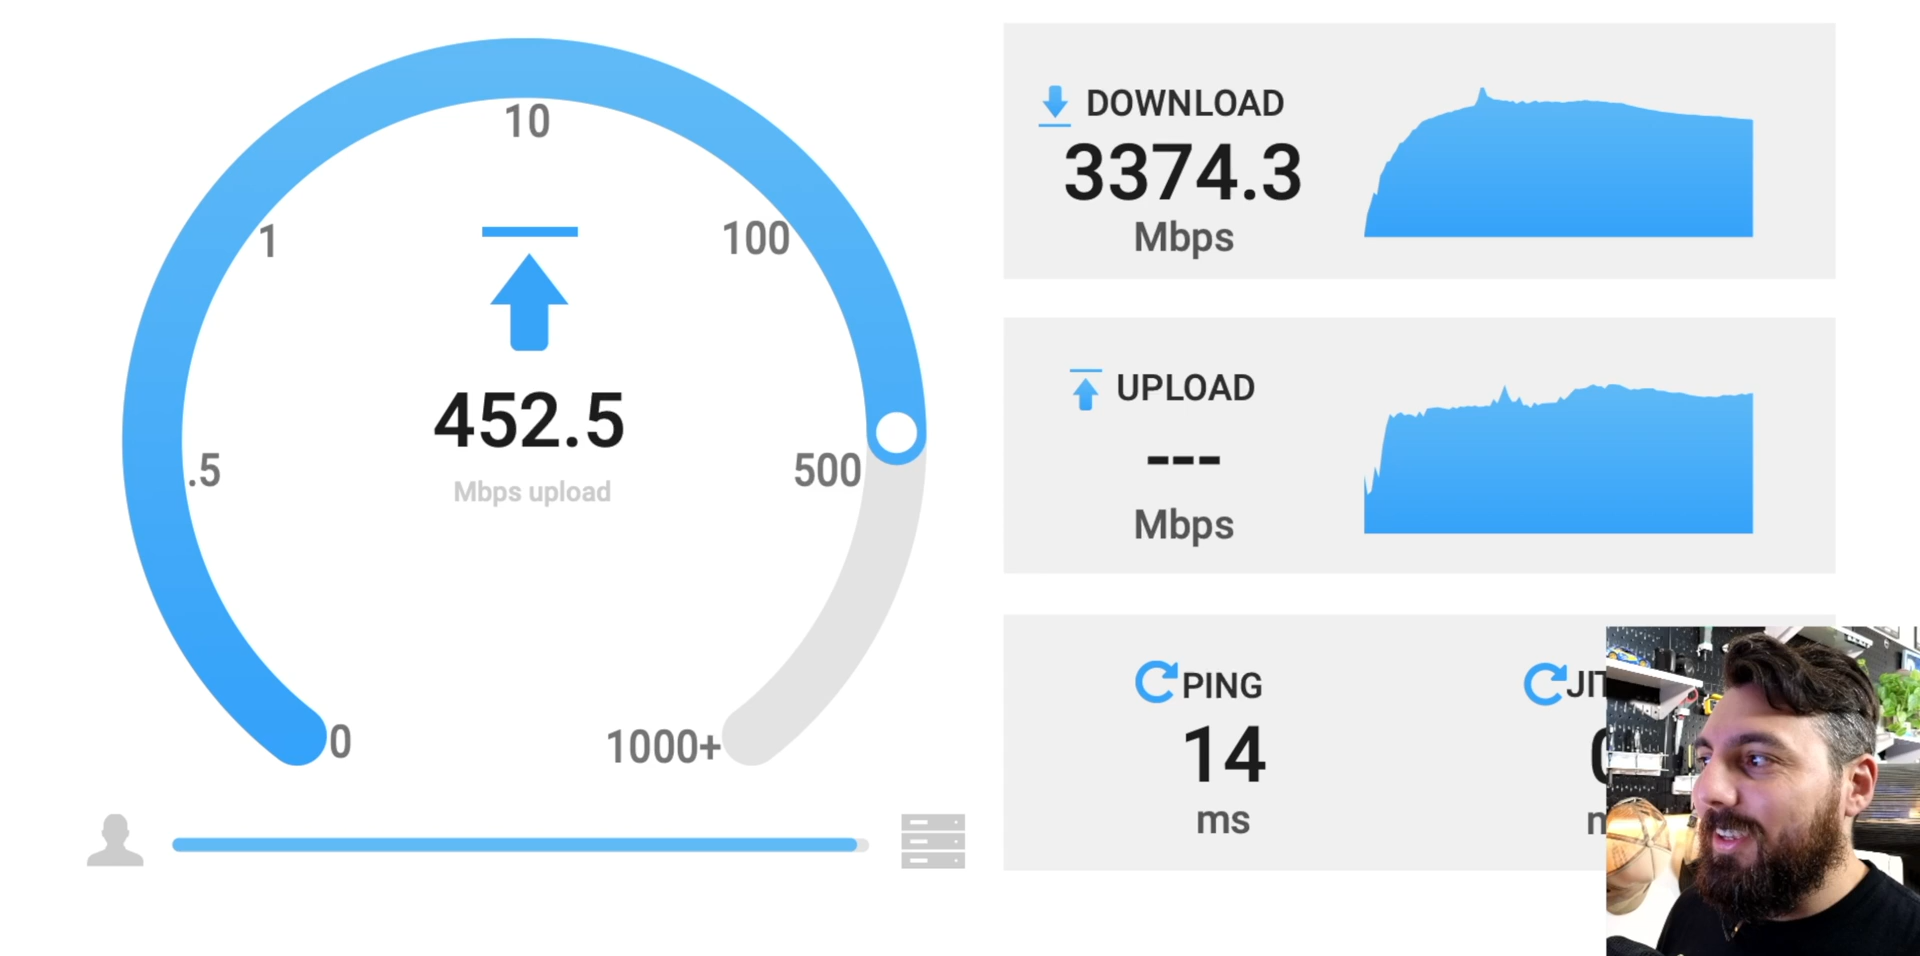 10
1
100
452.5
Mbps upload
.5
500
0
1000+
DOWNLOAD
3374.3
Mbps
UPLOAD
---
Mbps
PING
14
ms